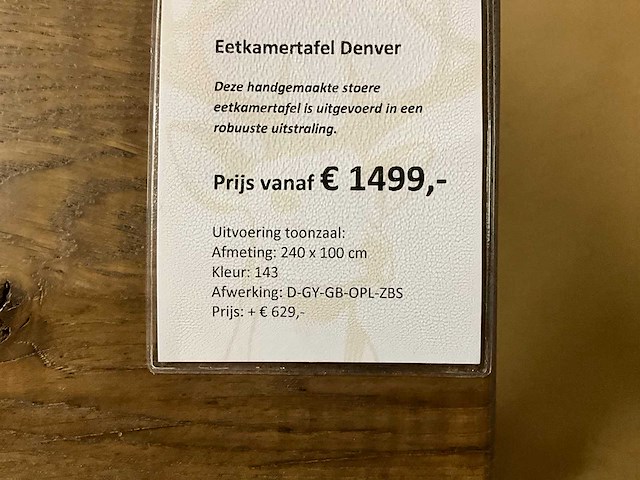 Eetkamertafel Denver
Deze handgemaakte stoere
eetkamertafel is uitgevoerd in een
robuuste uitstraling.
Prijs vanaf € 1499,-
Uitvoering toonzaal:
Afmeting: 240 x 100 cm
Kleur: 143
Afwerking: D-GY-GB-OPL-ZBS
Prijs: + € 629,-